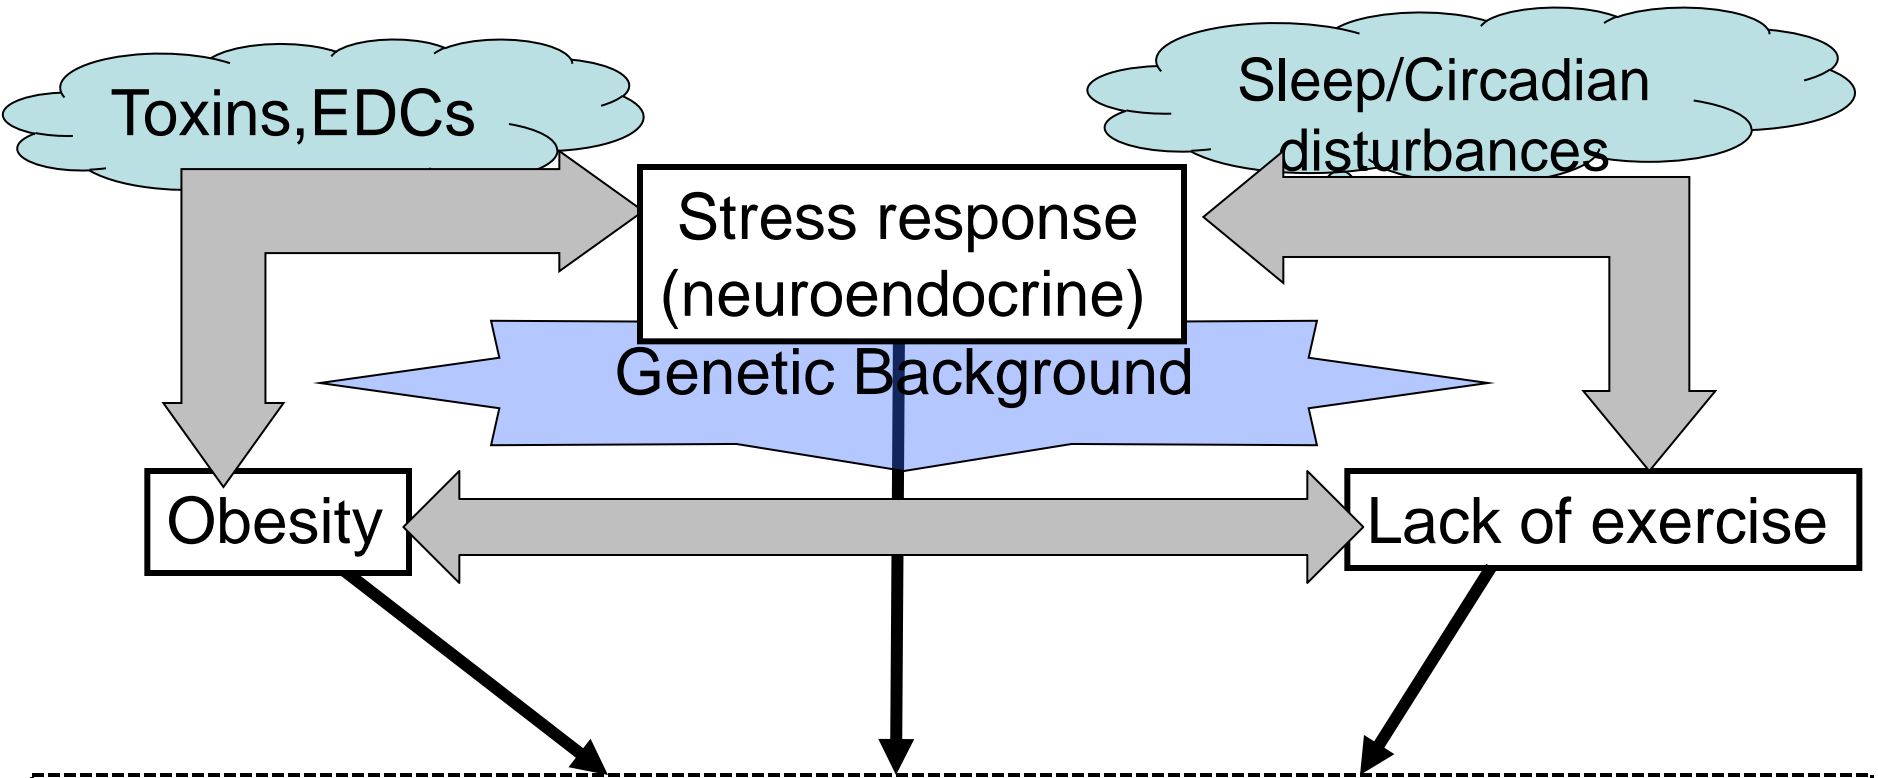 Toxins,EDCs
Sleep/Circadian
disturbances
Stress response
(neuroendocrine)
Genetic Background
Obesity
Lack of exercise